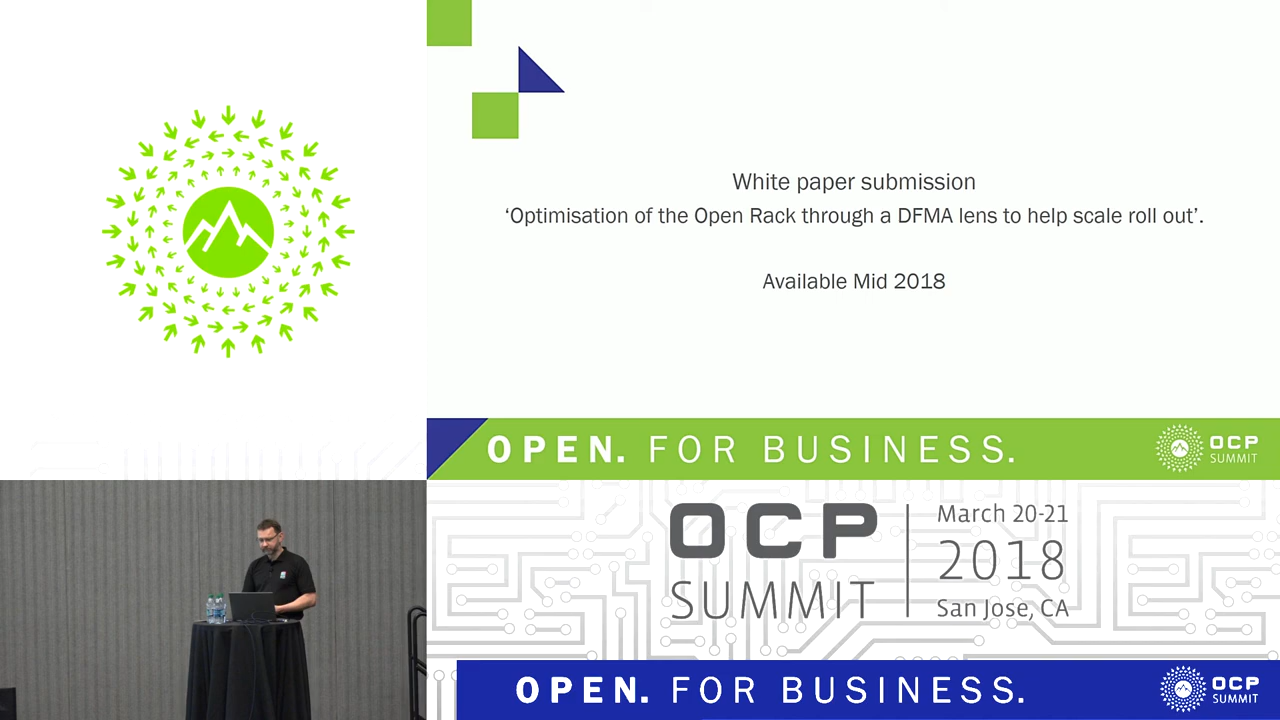 White paper submission
‘Optimisation of the Open Rack through a DFMA lens to help scale roll out’.
Available Mid 2018
OPEN. FOR BUSINESS.
OCP
SUMMIT
OCP
SUMMIT
March 20-21
2018
San Jose, CA
OPEN. FOR BUSINESS.
OCP
SUMMIT